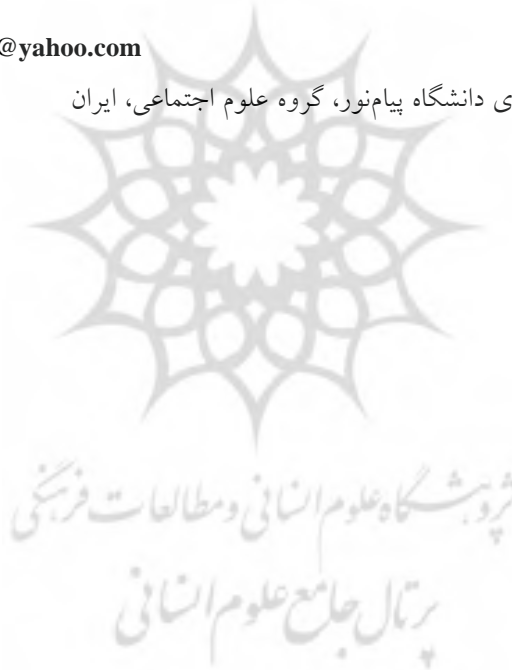 @yahoo.com
ی دانشگاه پیام‌نور، گروه علوم اجتماعی، ایران
پژوهشگاه علوم انسانی و مطالعات فرهنگی
پرتال جامع علوم انسانی